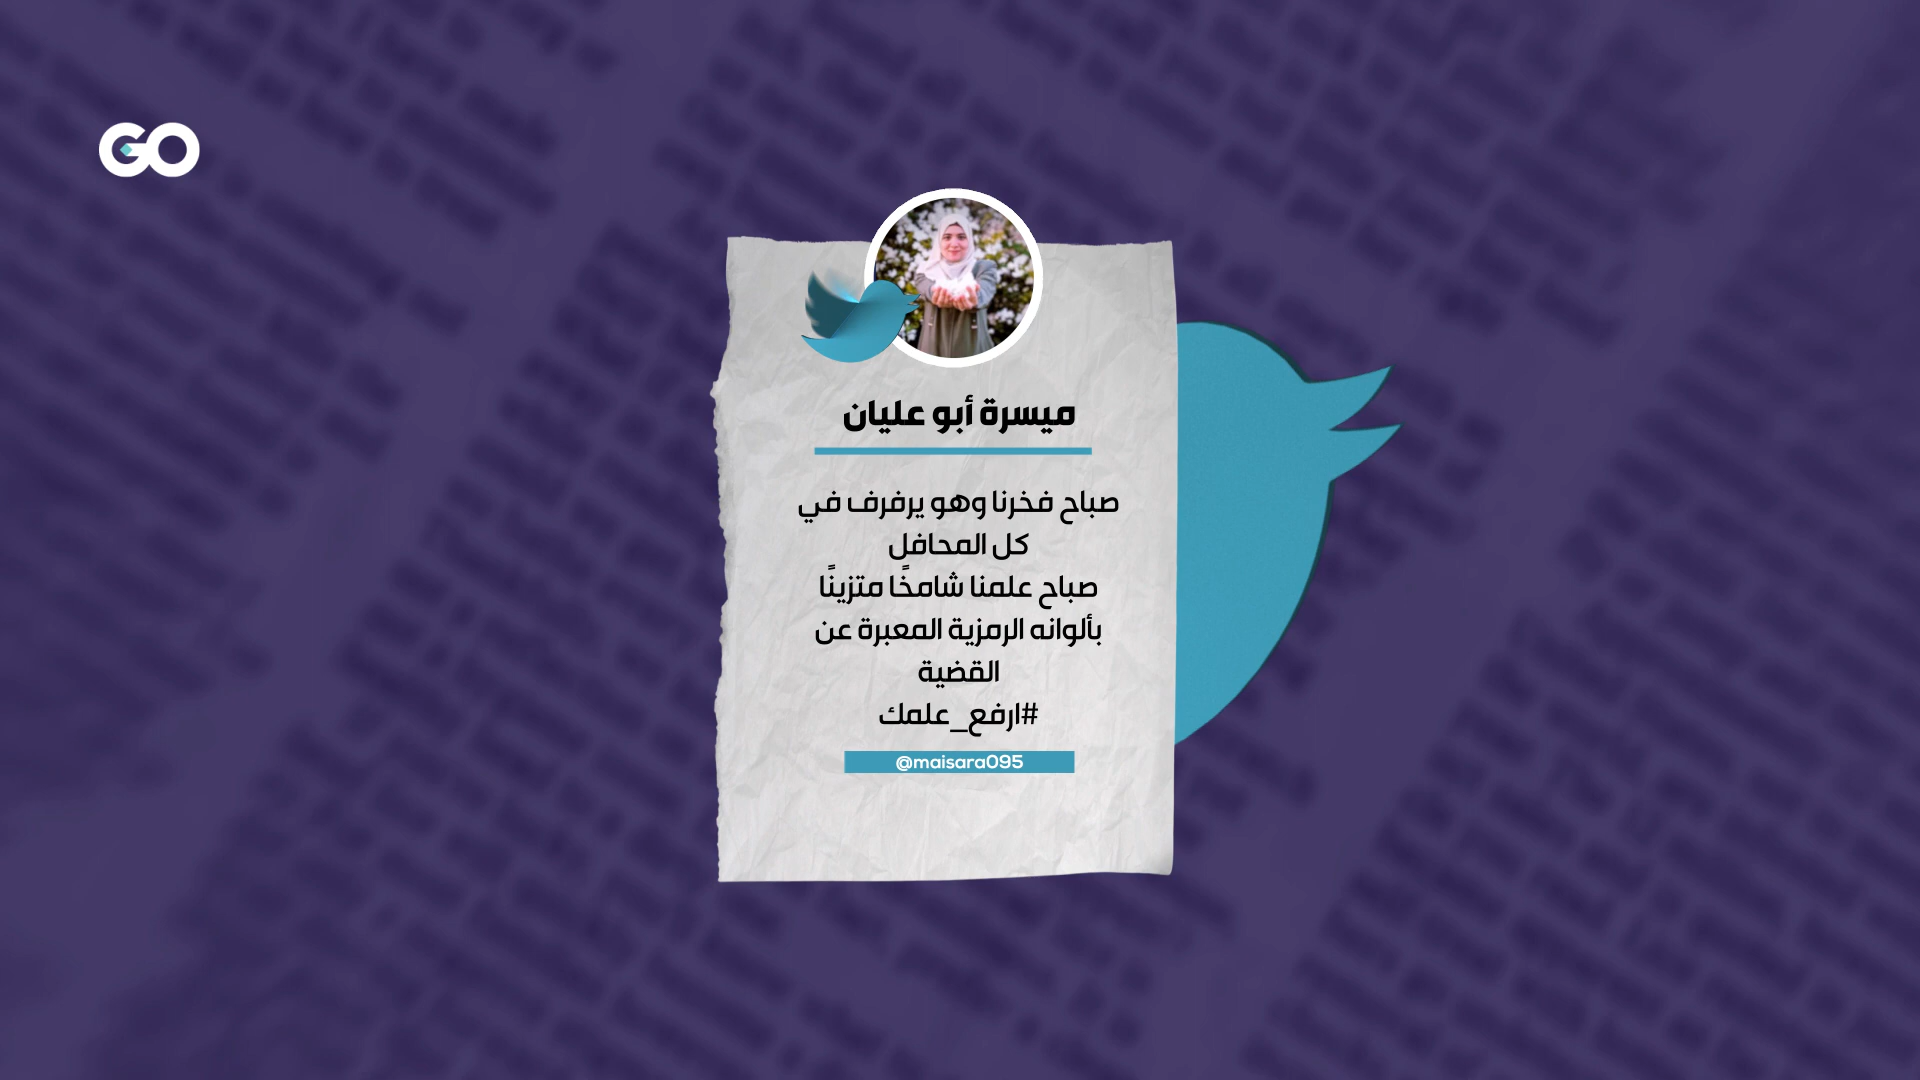 GO
ميسرة أبو عليان
صباح فخرنا وهو يرفرف في
كل المحافل
صباح علمنا شامخًا متزينًا
بألوانه الرمزية المعبرة عن
القضية
#ارفع_علمك
@maisara095